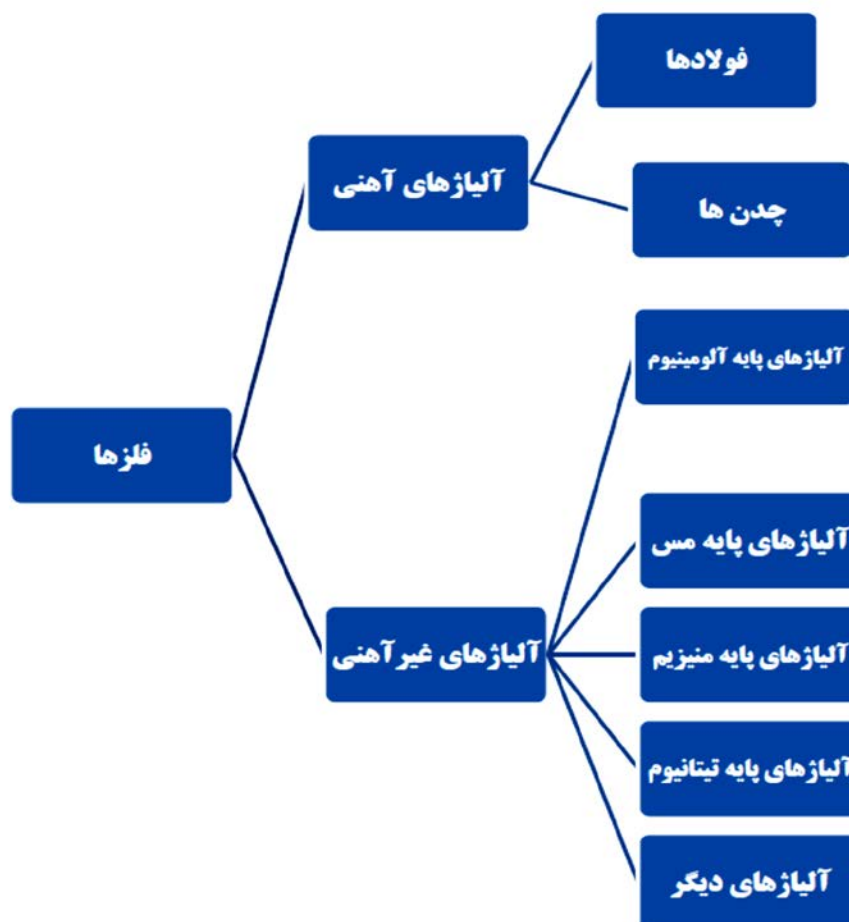 فولادها
آلیاژهای آهنی
چدن ها
آلیاژهای پایه آلومینیوم
فلزها
آلیاژهای پایه مس
آلیاژهای غیرآهنی
آلیاژهای پایه منیزیم
آلیاژهای پایه تیتانیوم
آلیاژهای دیگر